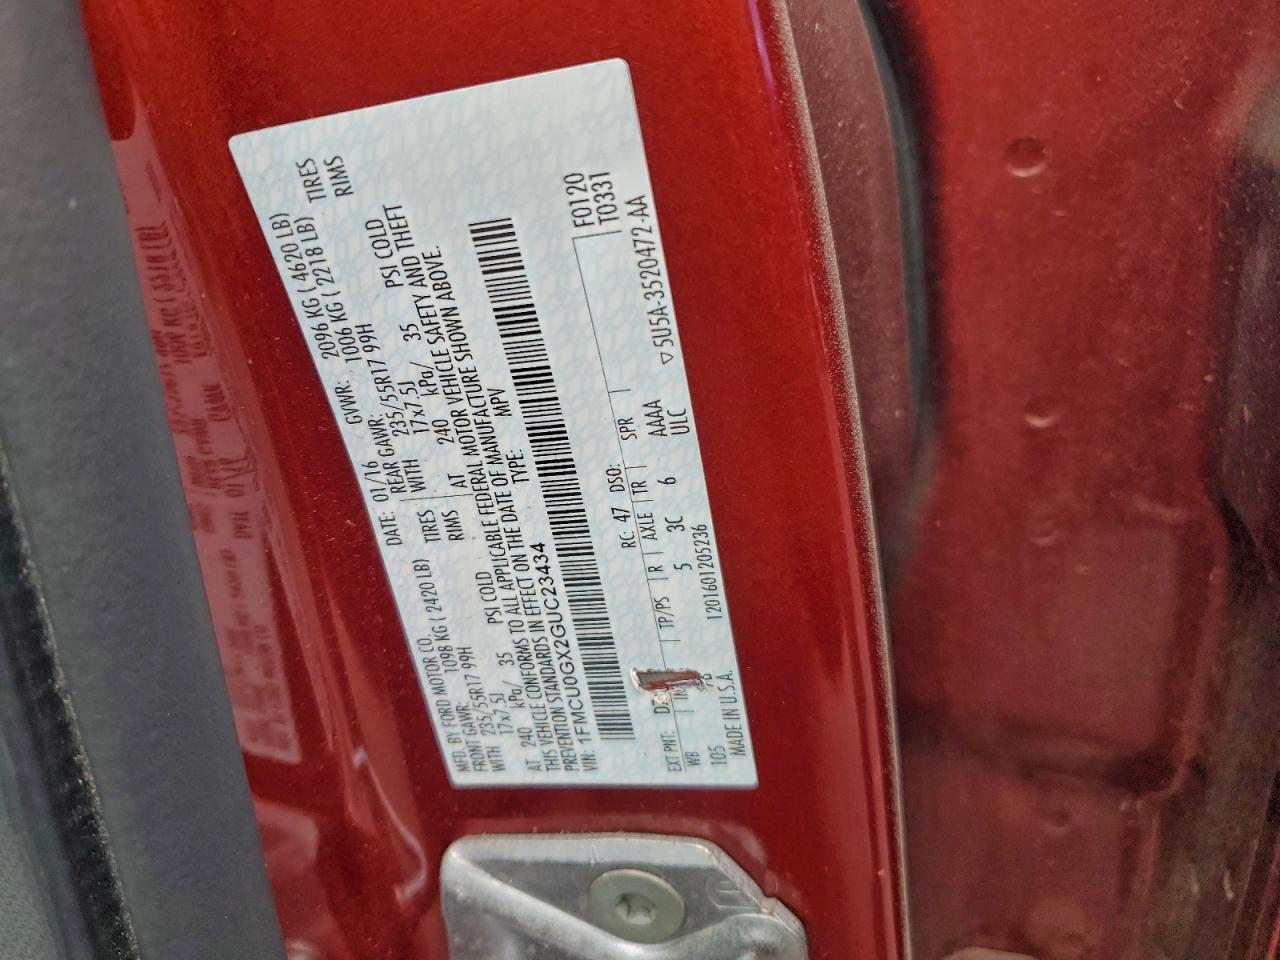 MFD. BY FORD MOTOR CO.
DATE: 01/16 GVWR: 2096 KG ( 4620 LB)
FRONT GAWR: 1098 KG ( 2420 LB) REAR GAWR: 1006 KG ( 2218 LB)
235/55R17 99H TIRES 235/55R17 99H TIRES
WITH 17x7.5J RIMS WITH 17x7.5J RIMS
AT 240 kPa/ 35 PSI COLD AT 240 kPa/ 35 PSI COLD
THIS VEHICLE CONFORMS TO ALL APPLICABLE FEDERAL MOTOR VEHICLE SAFETY AND THEFT
PREVENTION STANDARDS IN EFFECT ON THE DATE OF MANUFACTURE SHOWN ABOVE.
VIN: 1FMCU0GX2GUC23434
TYPE: MPV
F0120
T0331
EXT PNT: RC: 47 DSO:
WB TP/PS R AXLE TR SPR
105 5 3C 6 AAAA
ULC
MADE IN U.S.A. 1201601205236 ▽5U5A-3520472-AA